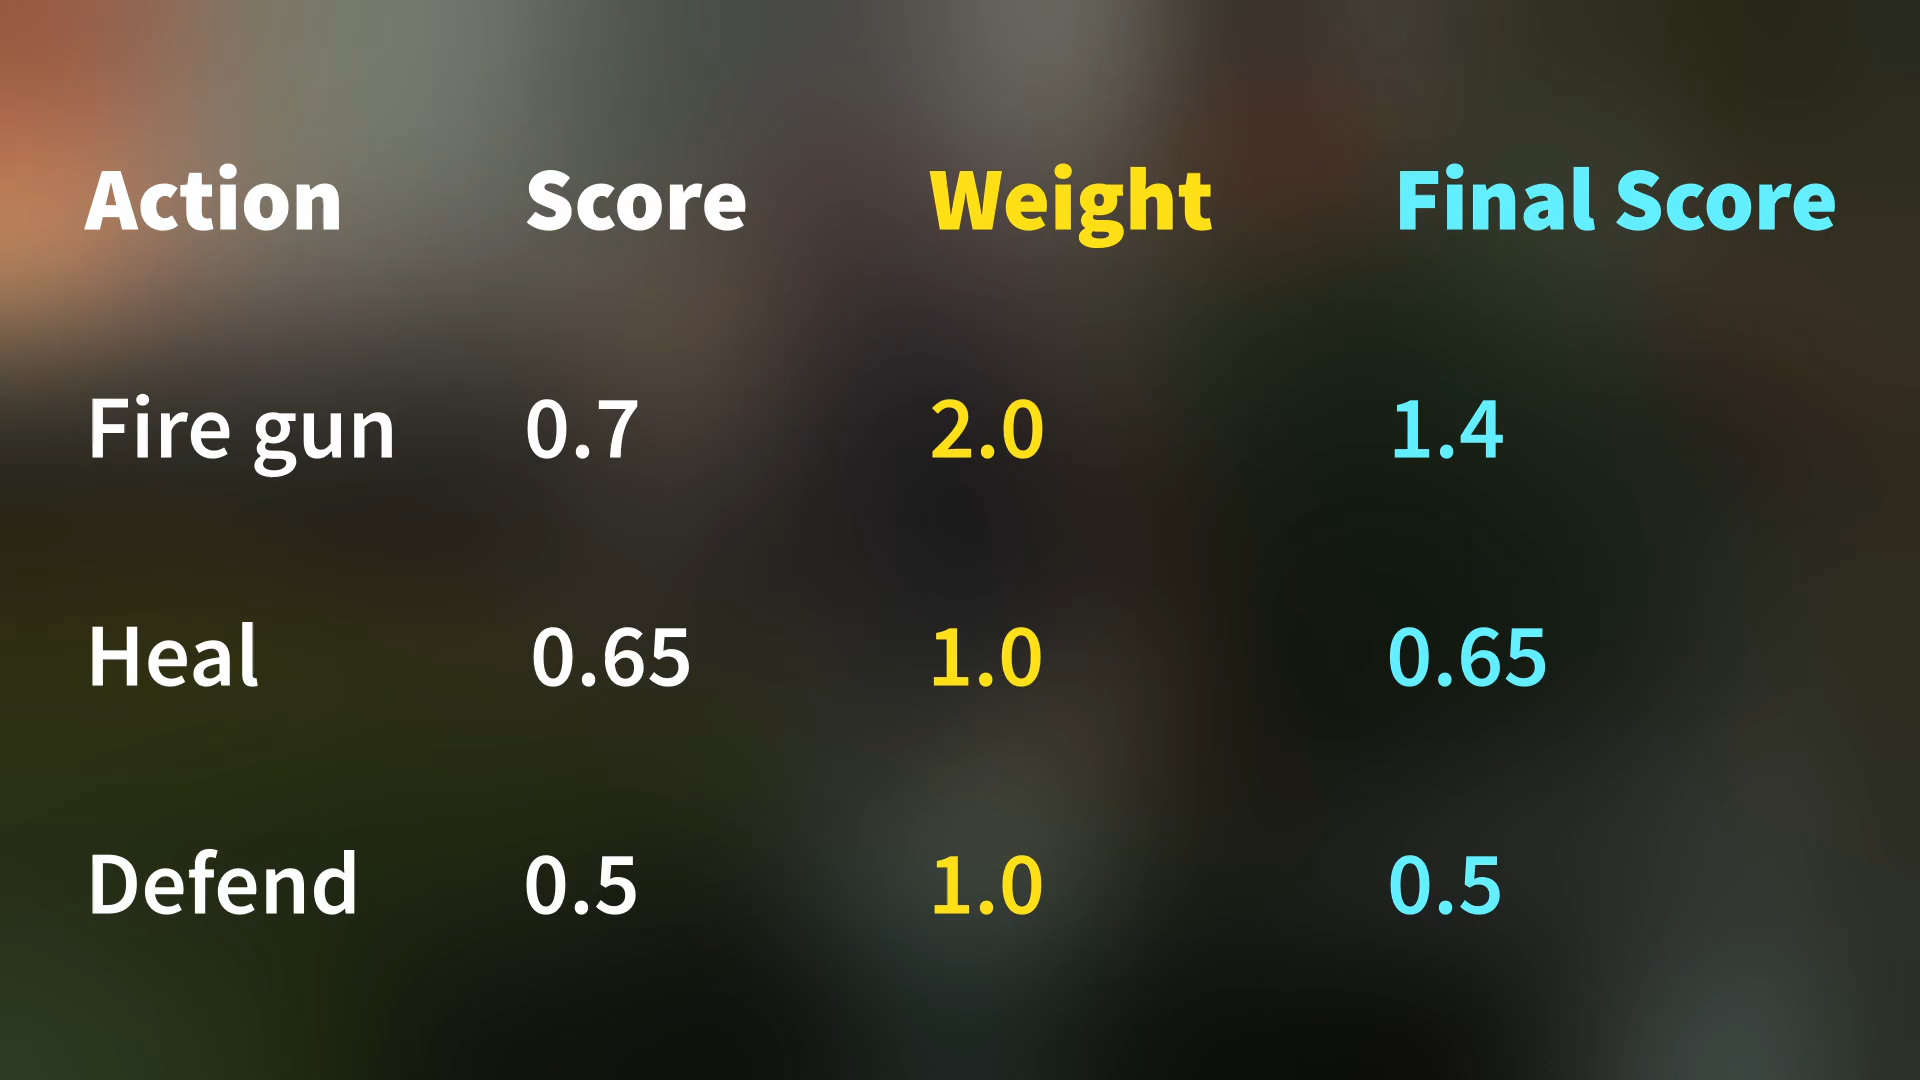 Action Score Weight Final Score
Fire gun 0.7 2.0 1.4
Heal 0.65 1.0 0.65
Defend 0.5 1.0 0.5